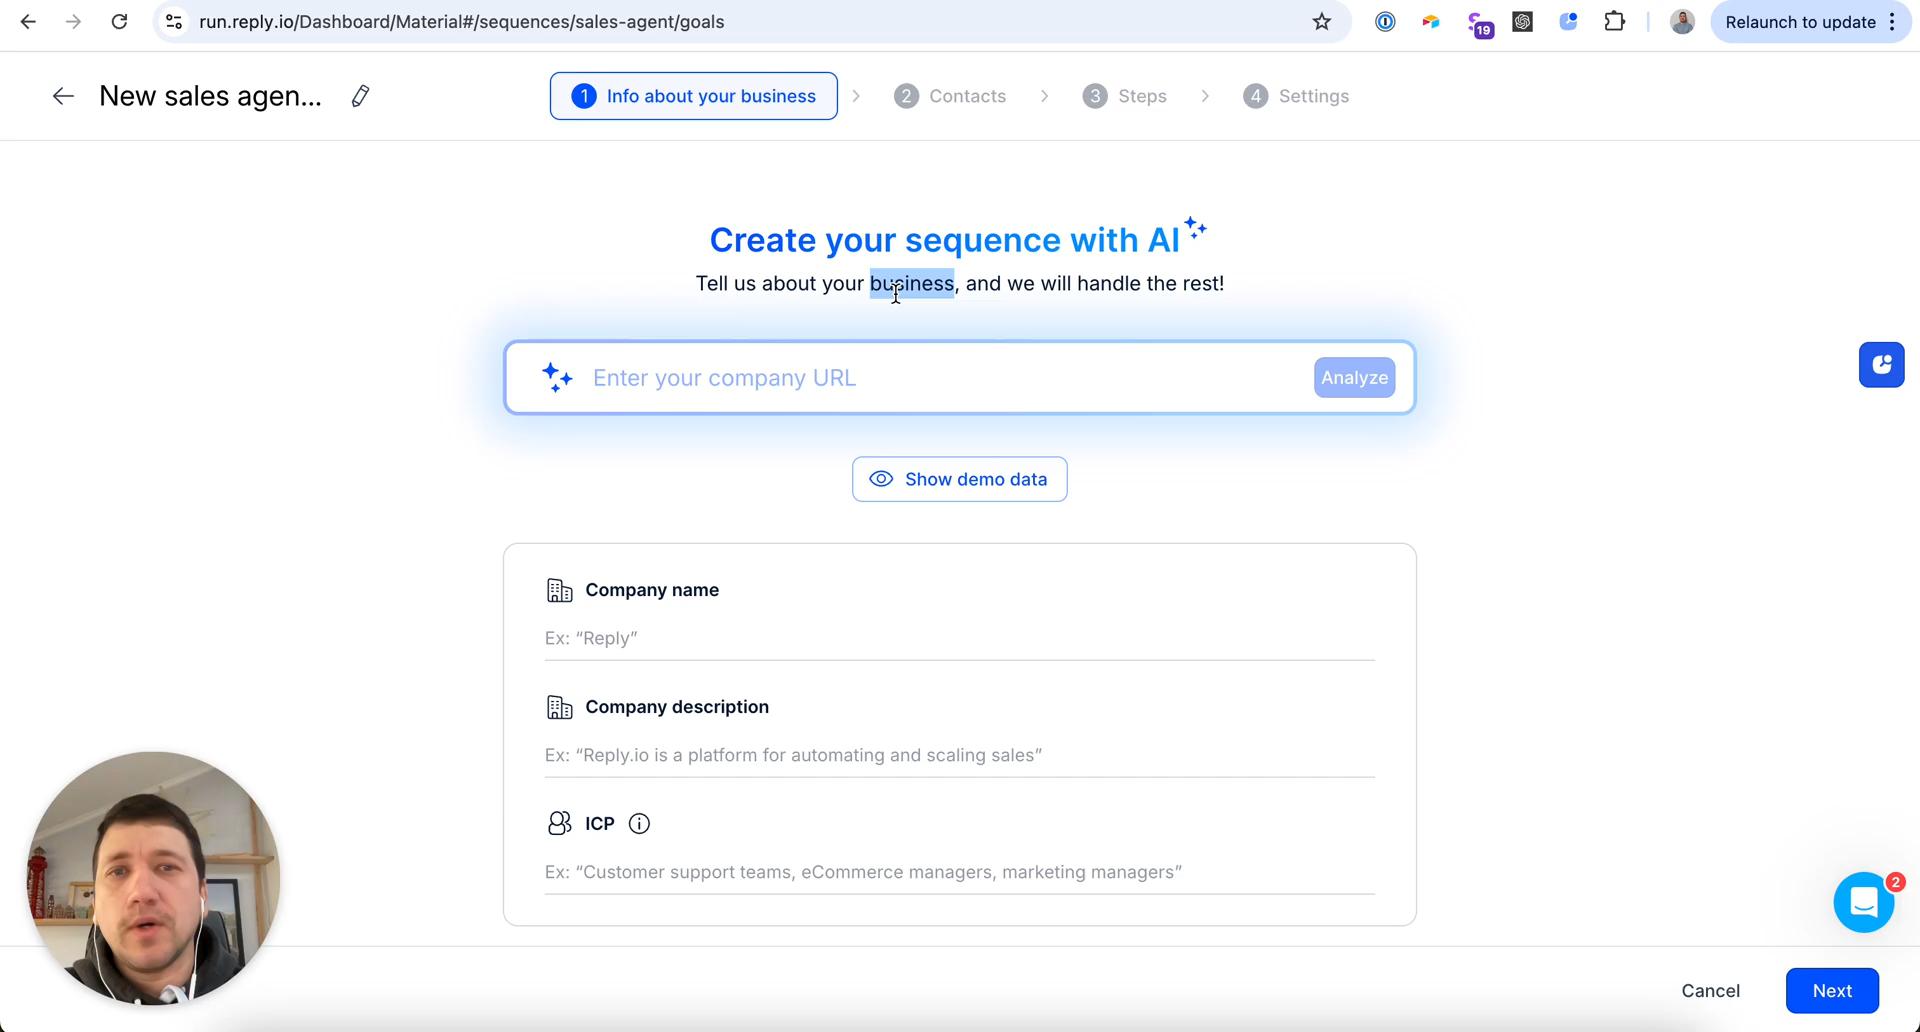 run.reply.io/Dashboard/Material#/sequences/sales-agent/goals
19
Relaunch to update
New sales agen...
1 Info about your business
2 Contacts
3 Steps
4 Settings
Create your sequence with AI
Tell us about your business, and we will handle the rest!
Enter your company URL
Analyze
Show demo data
Company name
Ex: “Reply”
Company description
Ex: “Reply.io is a platform for automating and scaling sales”
ICP
Ex: “Customer support teams, eCommerce managers, marketing managers”
2
Cancel
Next